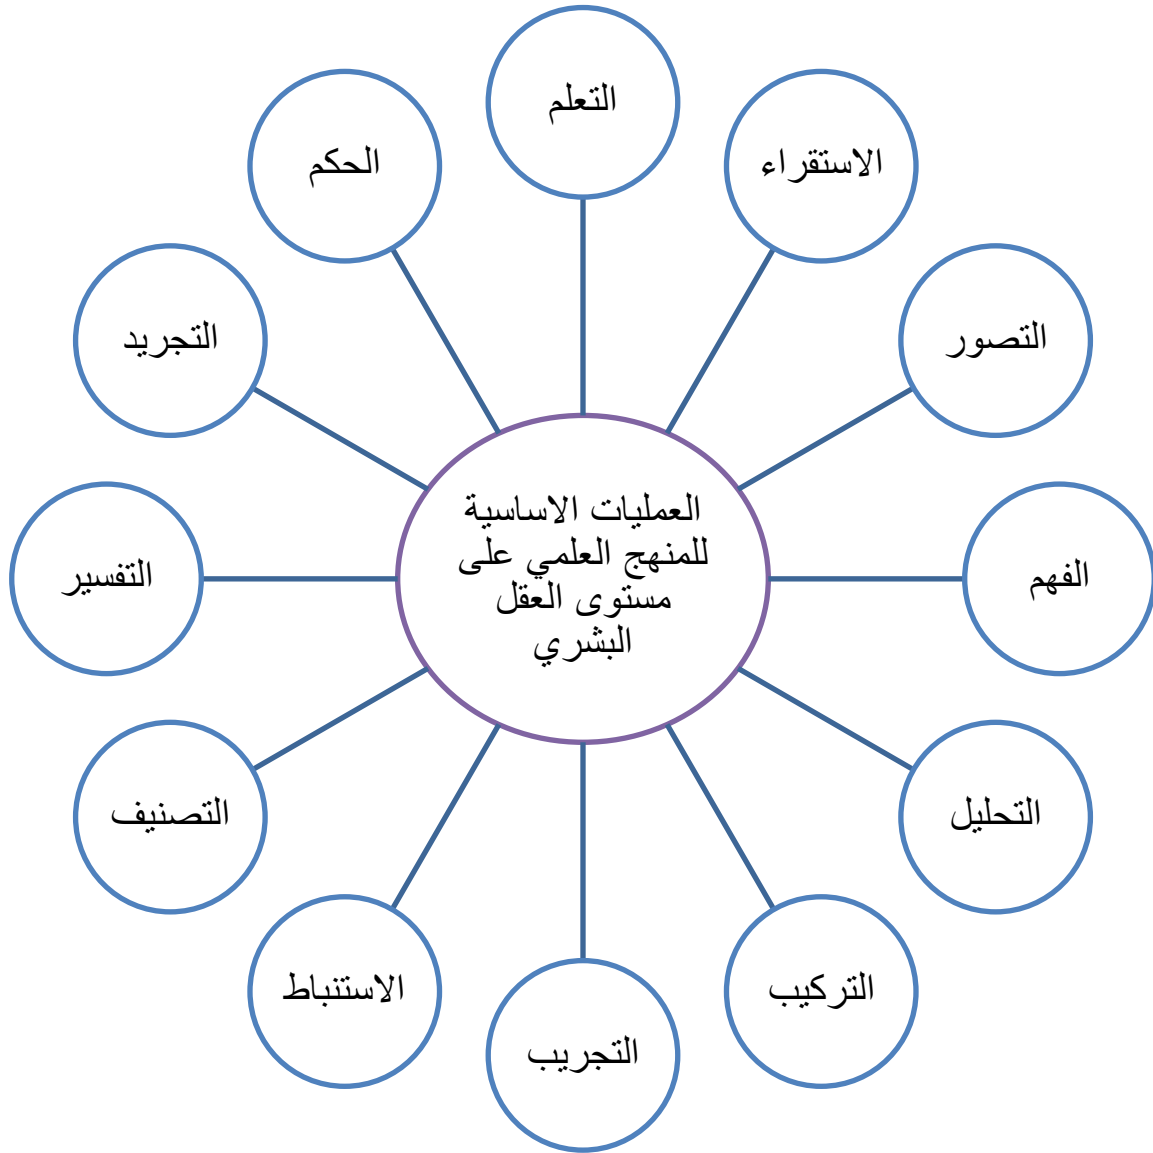 التعلم
الاستقراء
التصور
الفهم
التحليل
التركيب
التجريب
الاستنباط
التصنيف
التفسير
التجريد
الحكم
العمليات الاساسية
للمنهج العلمي على
مستوى العقل
البشري